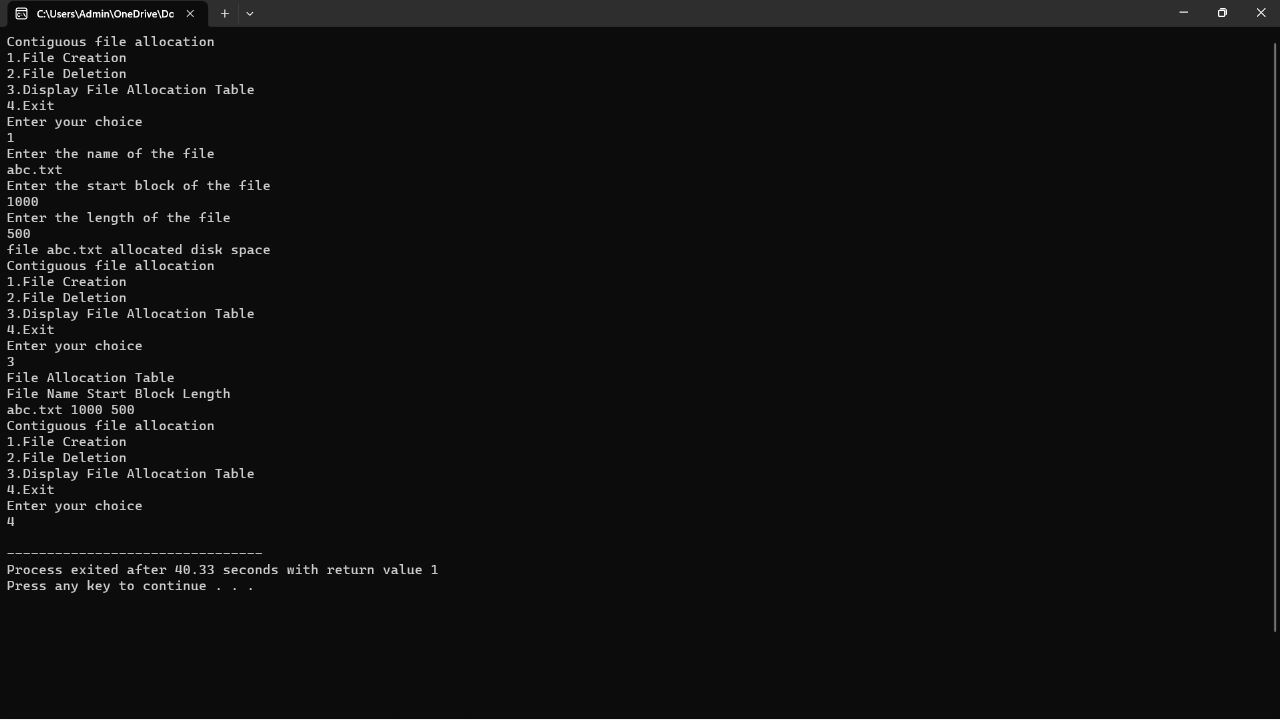 C:\Users\Admin\OneDrive\Do
Contiguous file allocation
1.File Creation
2.File Deletion
3.Display File Allocation Table
4.Exit
Enter your choice
1
Enter the name of the file
abc.txt
Enter the start block of the file
1000
Enter the length of the file
500
file abc.txt allocated disk space
Contiguous file allocation
1.File Creation
2.File Deletion
3.Display File Allocation Table
4.Exit
Enter your choice
3
File Allocation Table
File Name Start Block Length
abc.txt 1000 500
Contiguous file allocation
1.File Creation
2.File Deletion
3.Display File Allocation Table
4.Exit
Enter your choice
4
--------------------------------
Process exited after 40.33 seconds with return value 1
Press any key to continue . . .